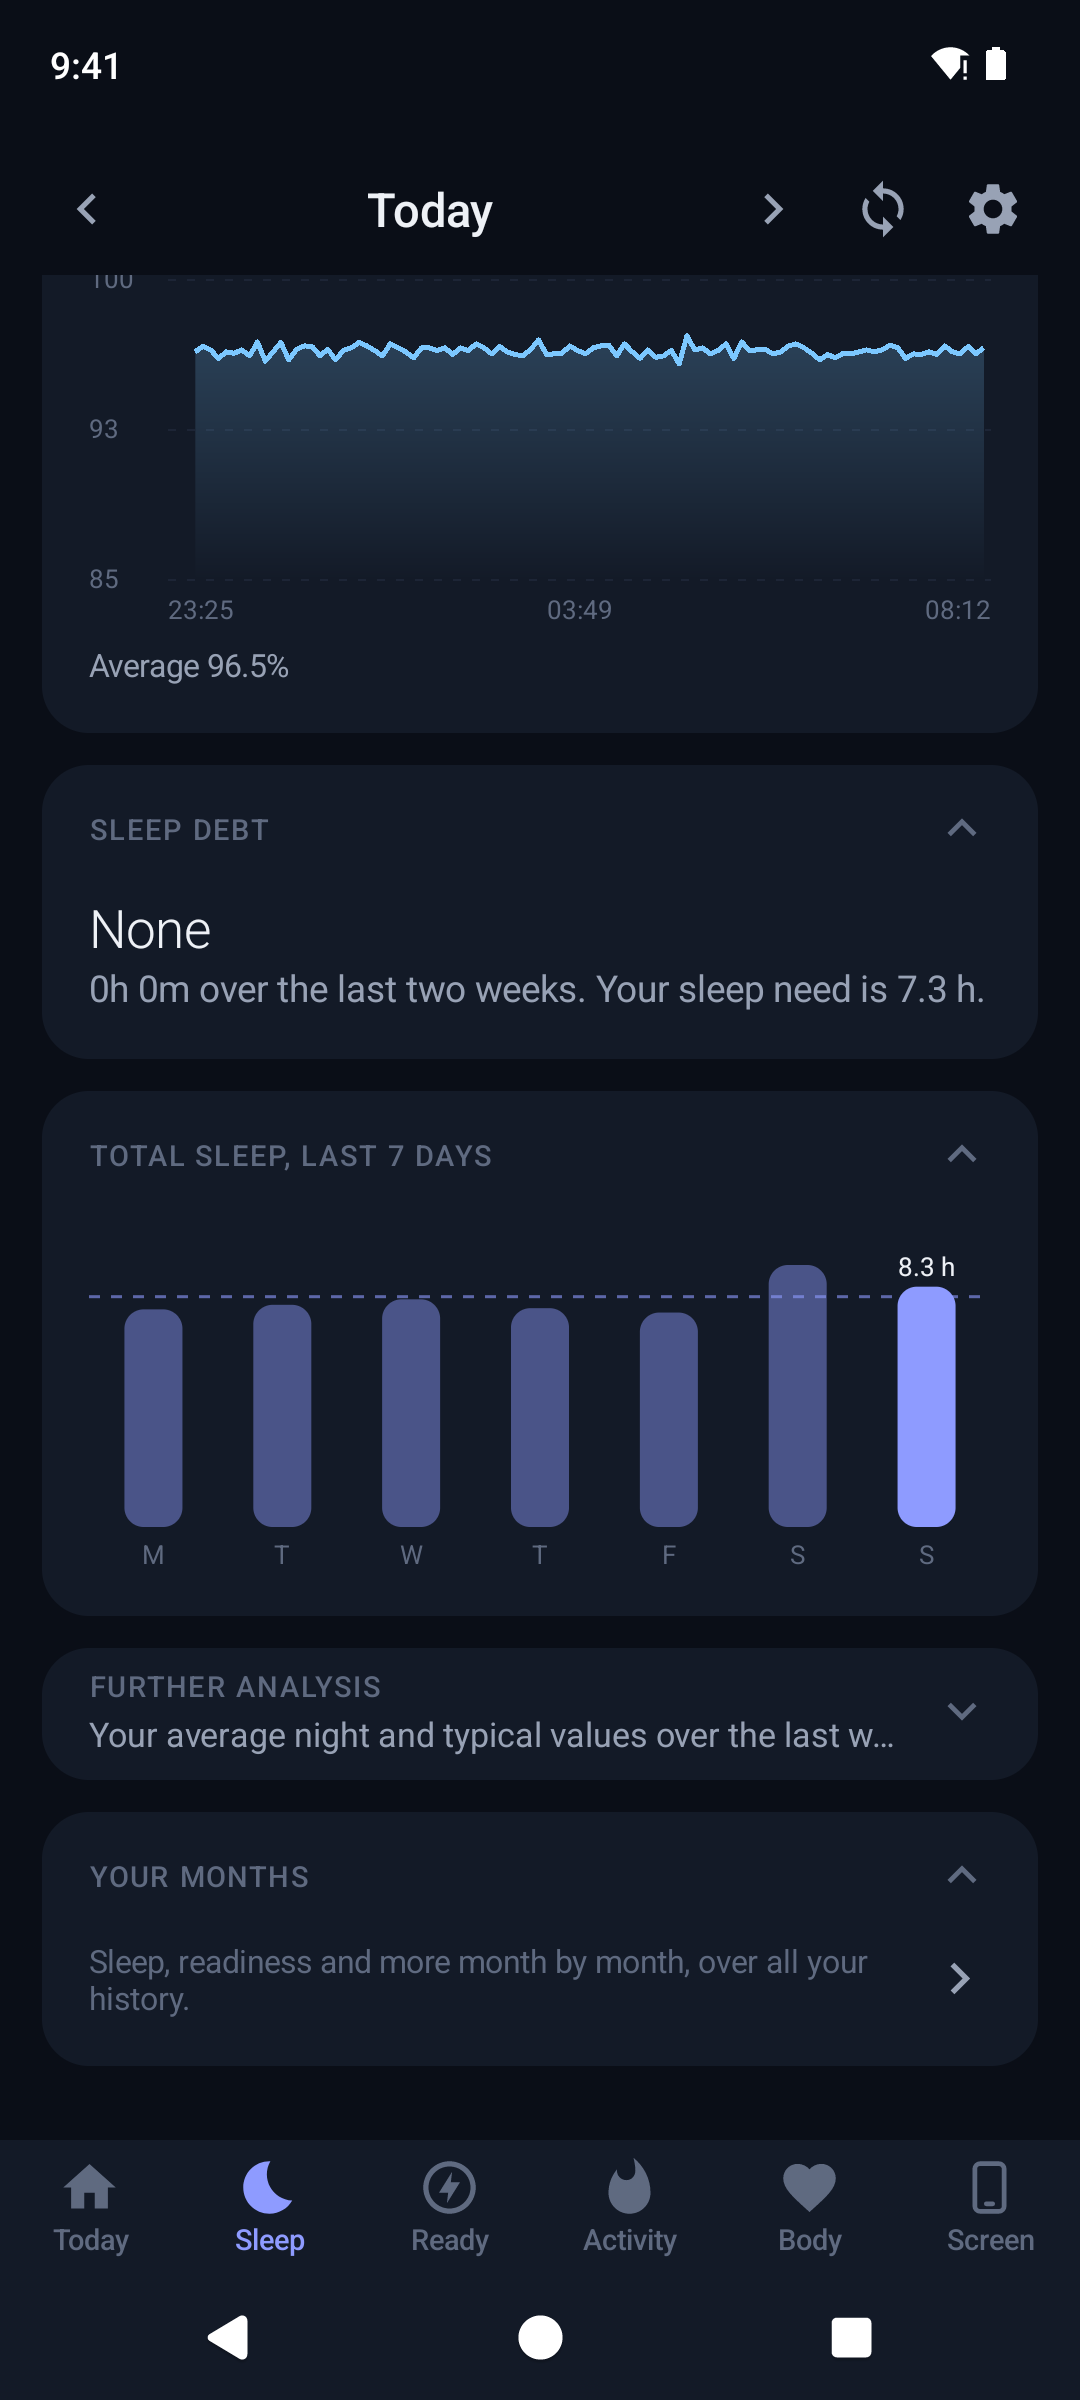 9:41
Today
100
93
85
23:25 03:49 08:12
Average 96.5%
SLEEP DEBT
None
0h 0m over the last two weeks. Your sleep need is 7.3 h.
TOTAL SLEEP, LAST 7 DAYS
8.3 h
M T W T F S S
FURTHER ANALYSIS
Your average night and typical values over the last w...
YOUR MONTHS
Sleep, readiness and more month by month, over all your
history.
Today Sleep Ready Activity Body Screen